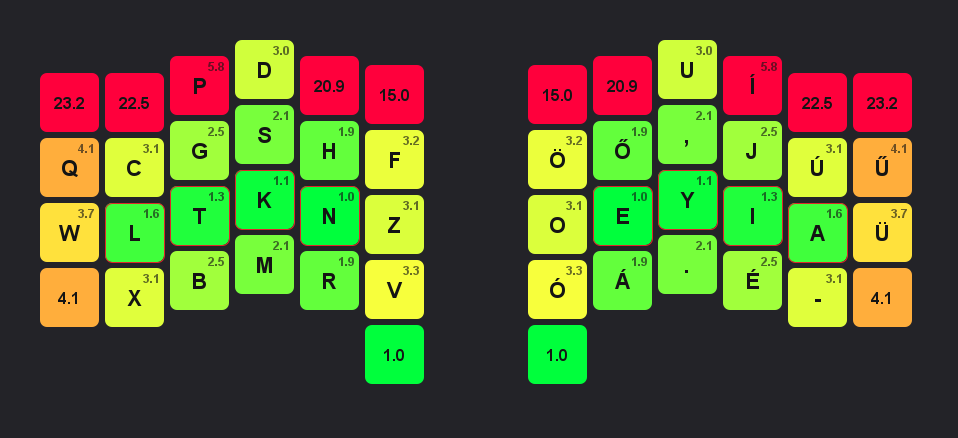 23.2 22.5 P 5.8 D 3.0 20.9 15.0 15.0 20.9 U 3.0 Í 5.8 22.5 23.2
Q 4.1 C 3.1 G 2.5 S 2.1 H 1.9 F 3.2 Ö 3.2 Ő 1.9 , 2.1 J 2.5 Ú 3.1 Ű 4.1
W 3.7 L 1.6 T 1.3 K 1.1 N 1.0 Z 3.1 O 3.1 E 1.0 Y 1.1 I 1.3 A 1.6 Ü 3.7
4.1 X 3.1 B 2.5 M 2.1 R 1.9 V 3.3 Ó 3.3 Á 1.9 . 2.1 É 2.5 - 3.1 4.1
1.0 1.0